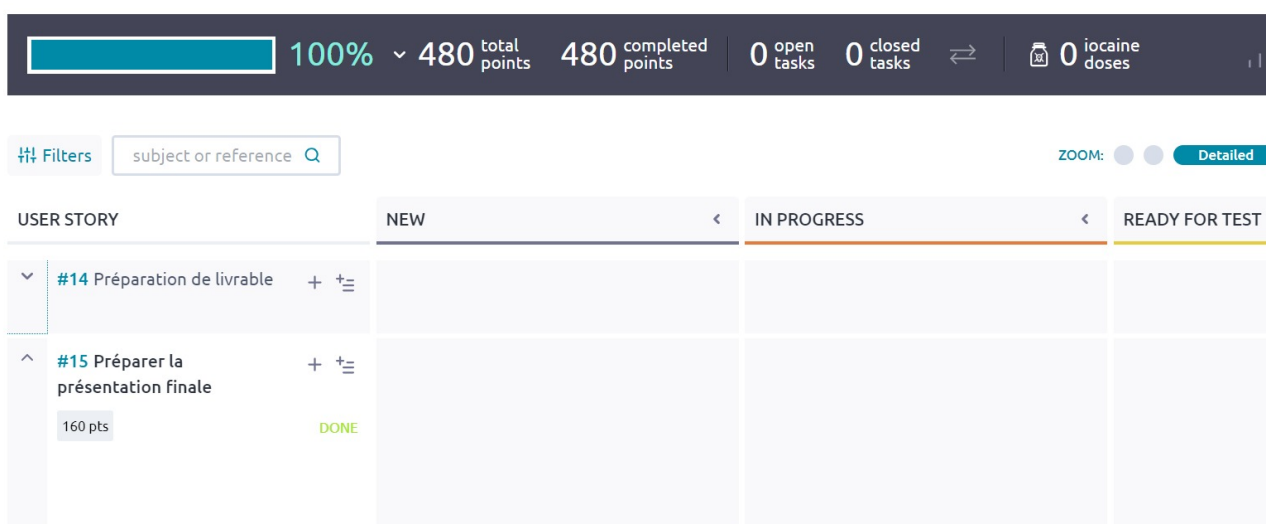 100% 480 total points 480 completed points 0 open tasks 0 closed tasks 0 iocaine doses
Filters subject or reference ZOOM: Detailed
USER STORY NEW IN PROGRESS READY FOR TEST
#14 Préparation de livrable
#15 Préparer la
présentation finale
160 pts DONE